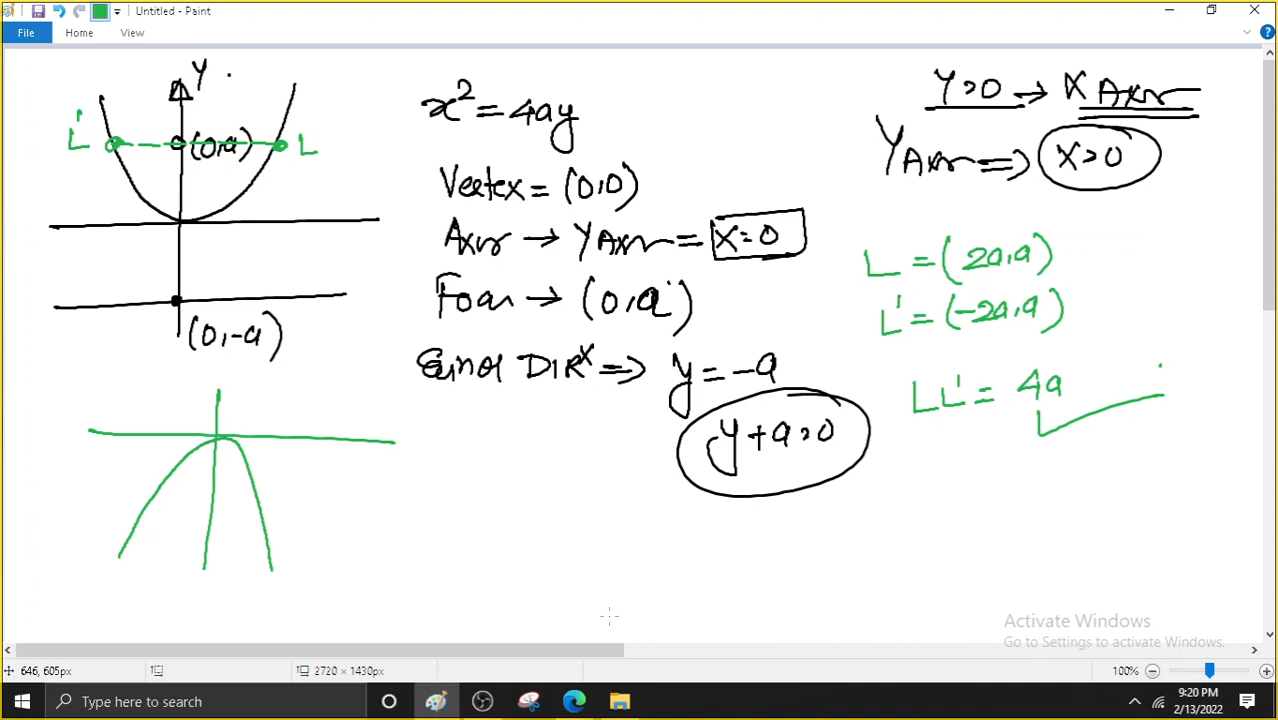 Untitled - Paint
File Home View
Y
L' (0,a) L
(0,-a)
x² = 4ay
Vertex = (0,0)
Axis → Y Axis = X=0
Focus → (0,a)
DIRˣ ⇒ y = -a
y+a=0
Y=0 → X Axis
Y Axis ⇒ X=0
L = (2a,a)
L' = (-2a,a)
LL' = 4a
Activate Windows
Go to Settings to activate Windows.
646, 605px
2720 × 1430px
100%
Type here to search
9:20 PM
2/13/2022